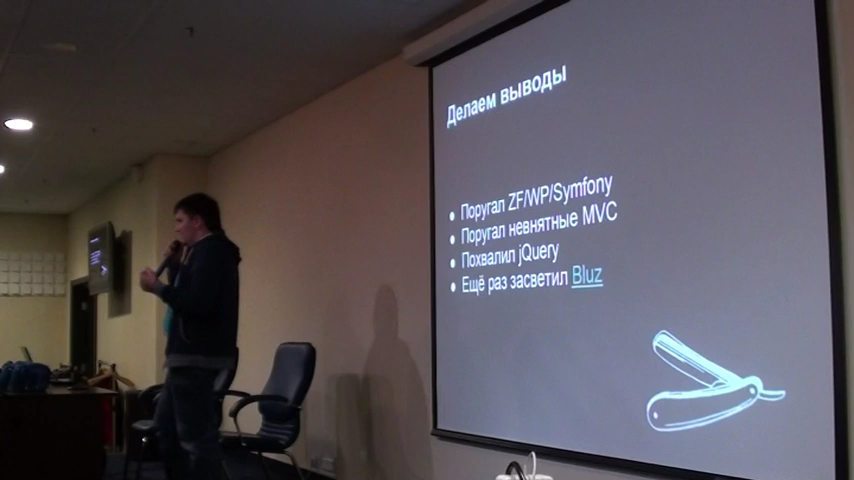 Делаем выводы
● Поругал ZF/WP/Symfony
● Поругал невнятные MVC
● Похвалил jQuery
● Ещё раз засветил Bluz